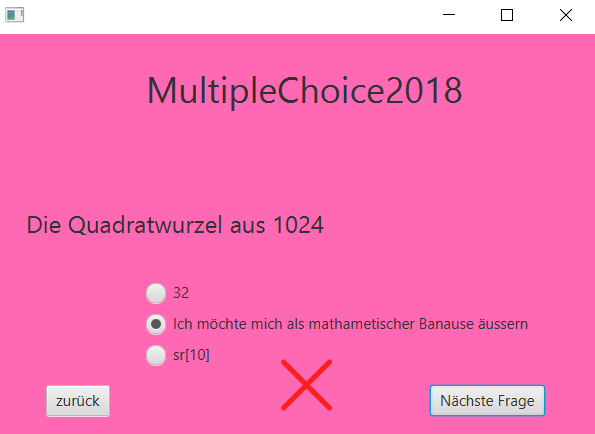 MultipleChoice2018
Die Quadratwurzel aus 1024
32
Ich möchte mich als mathametischer Banause äussern
sr[10]
zurück
Nächste Frage